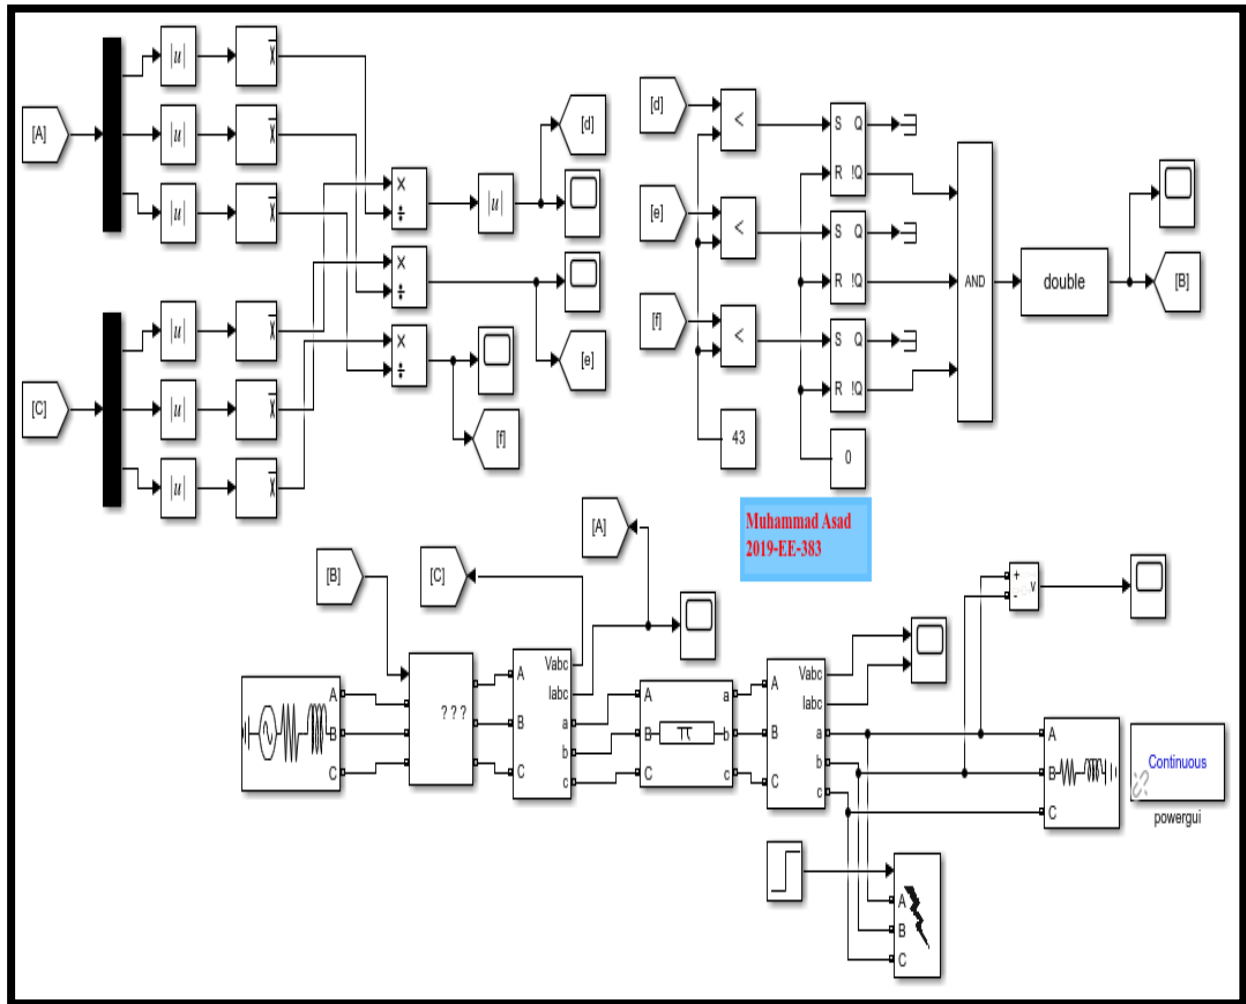 [A]
|u|
x
|u|
x
|u|
x
×
÷
|u|
[d]
×
÷
[e]
×
÷
[f]
[C]
|u|
x
|u|
x
|u|
x
[d]
<
[e]
<
[f]
<
43
S Q
R !Q
S Q
R !Q
S Q
R !Q
0
AND
double
[B]
Muhammad Asad
2019-EE-383
[B]
[C]
[A]
A
B
C
? ? ?
Vabc
A Iabc
a
B b
C c
A a
B π b
C c
Vabc
A Iabc
B a
b
C c
+
- v
A
B
C
Continuous
powergui
A
B
C